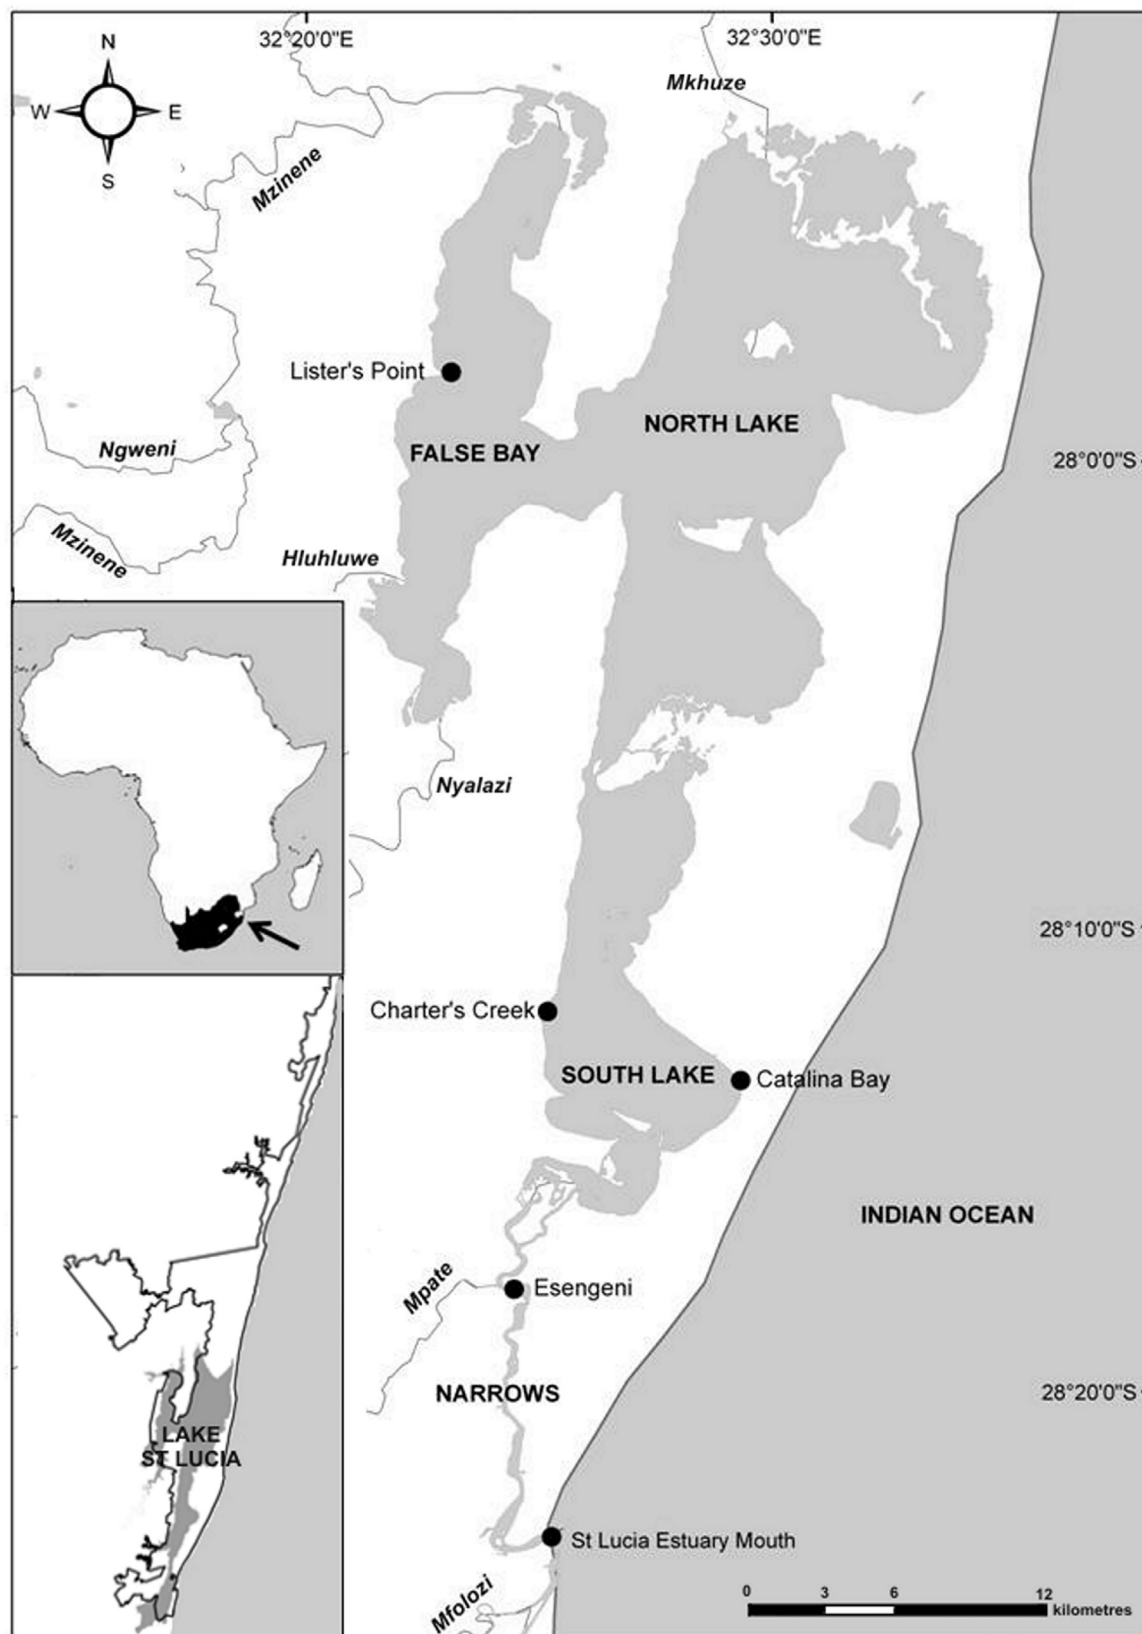 32°20'0"E
32°30'0"E
N
W
E
S
Mkhuze
Mzinene
Lister's Point
NORTH LAKE
FALSE BAY
Ngweni
28°0'0"S
Mzinene
Hluhluwe
Nyalazi
28°10'0"S
Charter's Creek
SOUTH LAKE
Catalina Bay
INDIAN OCEAN
Mpate
Esengeni
NARROWS
28°20'0"S
LAKE
ST LUCIA
St Lucia Estuary Mouth
Mfolozi
0 3 6 12
kilometres